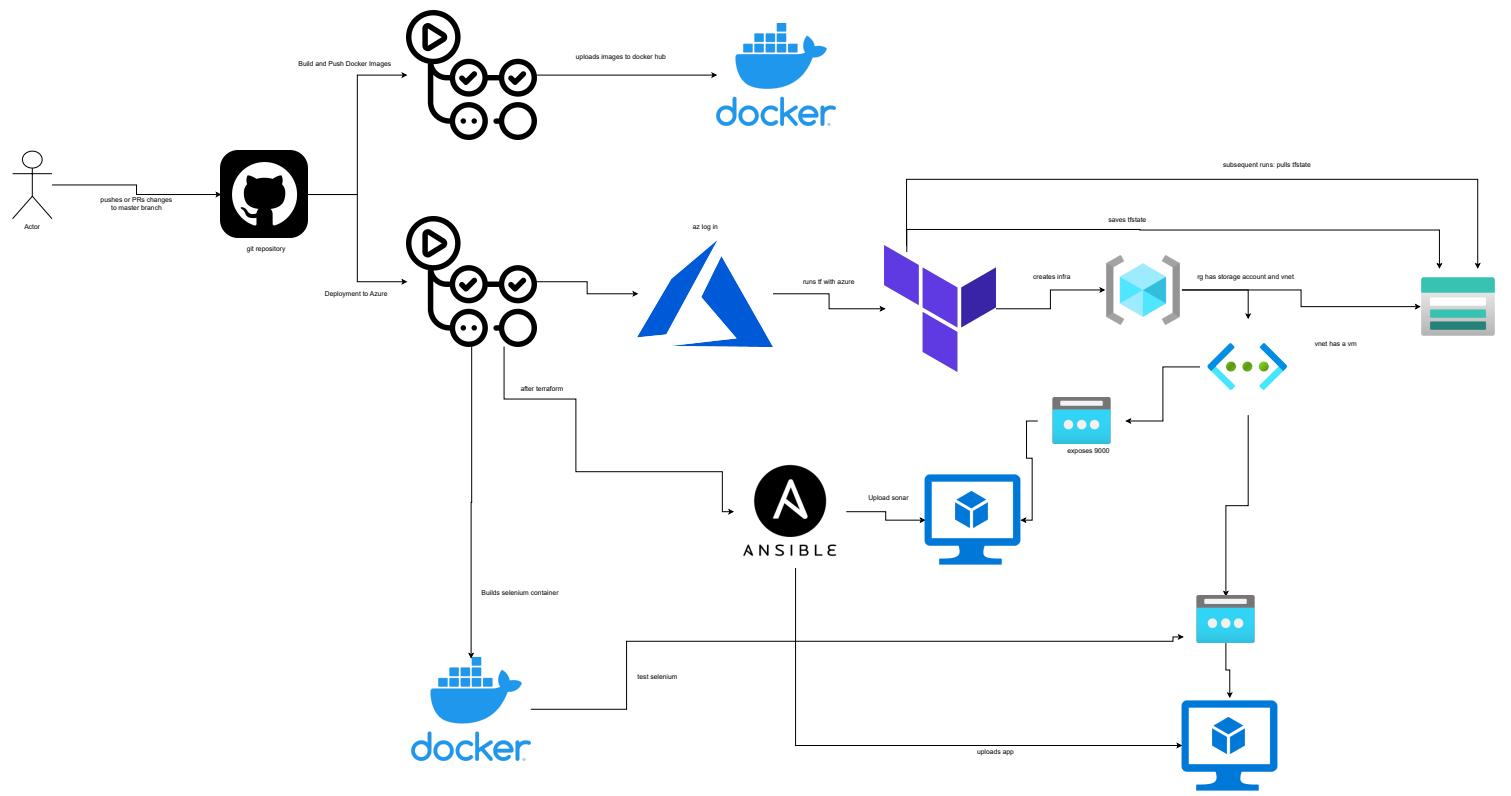 Build and Push Docker Images
uploads images to docker hub
docker
subsequent runs: pulls tfstate
pushes or PRs changes
to master branch
Actor
git repository
saves tfstate
az log in
Deployment to Azure
runs tf with azure
creates infra
rg has storage account and vnet
vnet has a vm
after terraform
exposes 9000
Upload sonar
ANSIBLE
Builds selenium container
test selenium
docker
uploads app